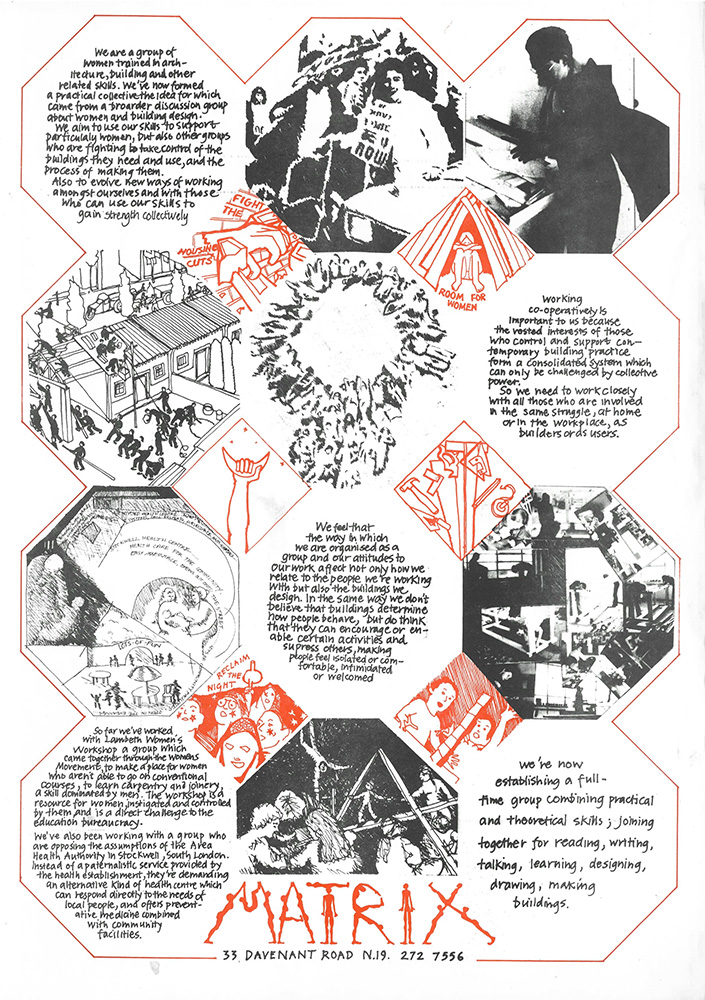 We are a group of
women trained in arch-
itecture, building and other
related skills. We've now formed
a practical collective the idea for which
came from a broarder discussion group
about women and building design.
We aim to use our skills to support
particulaly women, but also other groups
who are fighting to take control of the
buildings they need and use, and the
process of making them.
Also to evolve new ways of working
amongst ourselves and with those
who can use our skills to
gain strength collectively
NOW
FIGHT
THE
HOUSING
CUTS
ROOM FOR
WOMEN
Working
co-operatively is
important to us because
the vested interests of those
who control and support con-
temporary building practice
form a consolidated system which
can only be challenged by collective
power.
So we need to work closely
with all those who are involved
in the same struggle, at home
or in the workplace, as
builders or as users.
STOCKWELL HEALTH CENTRE
HEALTH CARE FOR THE COMMUNITY
LOTS OF FUN
We feel that
the way in which
we are organised as a
group and our attitudes to
our work affect not only how we
relate to the people we're working
with but also the buildings we
design. In the same way we don't
believe that buildings determine
how people behave, but do think
that they can encourage or en-
able certain activities and
supress others, making
people feel isolated or com-
fortable, intimidated
or welcomed
RECLAIM
THE
NIGHT
So far we've worked
with Lambeth Women's
Workshop a group which
came together through the Womens
Movement, to make a place for women
who aren't able to go on conventional
courses, to learn carpentry and joinery,
a skill dominated by men. The workshop is a
resource for women, instigated and controlled
by them and is a direct challenge to the
education bureaucracy.
We've also been working with a group who
are opposing the assumptions of the Area
Health Authority in Stockwell, South London.
Instead of a paternalistic service provided by
the health establishment, they're demanding
an alternative kind of health centre which
can respond directly to the needs of
local people, and offers prevent-
ative medicine combined
with community
facilities.
we're now
establishing a full-
time group combining practical
and theoretical skills; joining
together for reading, writing,
talking, learning, designing,
drawing, making
buildings.
MATRIX
33, DAVENANT ROAD N.19. 272 7556